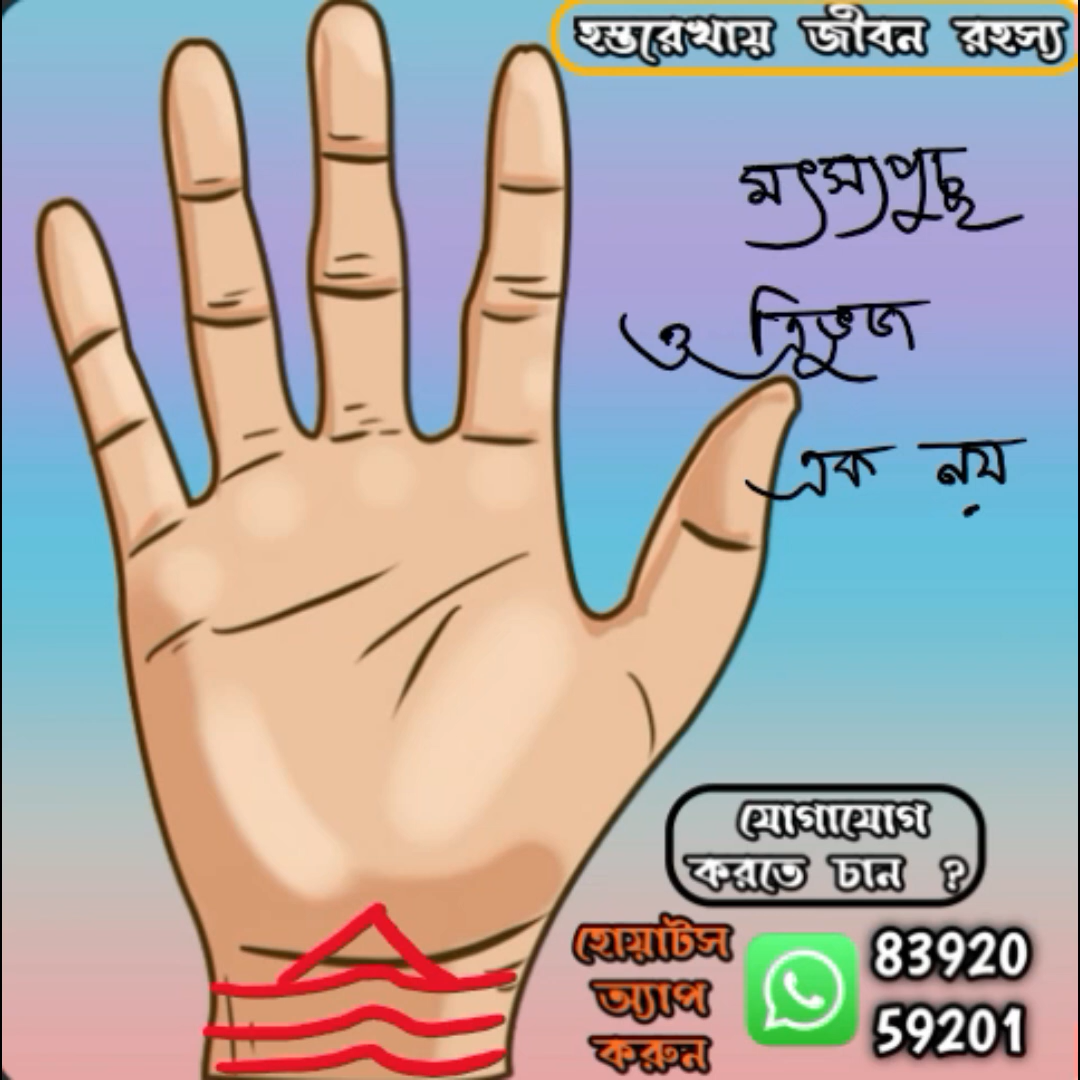 হস্তরেখায় জীবন রহস্য
মৎস্যপুচ্ছ
ও ত্রিভুজ
এক নয়
যোগাযোগ
করতে চান ?
হোয়াটস
অ্যাপ
করুন
83920
59201